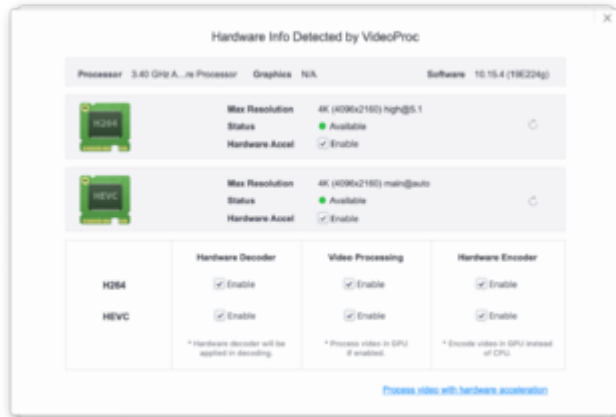 Hardware Info Detected by VideoProc
Processor 3.40 GHz A...re Processor Graphics N/A Software 10.15.4 (19E224g)
H264
Max Resolution 4K (4096x2160) high@5.1
Status Available
Hardware Accel Enable
HEVC
Max Resolution 4K (4096x2160) main@auto
Status Available
Hardware Accel Enable
Hardware Decoder Video Processing Hardware Encoder
H264 Enable Enable Enable
HEVC Enable Enable Enable
* Hardware decoder will be * Process video in GPU * Encode video in GPU instead
applied in decoding. if enabled. of CPU.
Process video with hardware acceleration